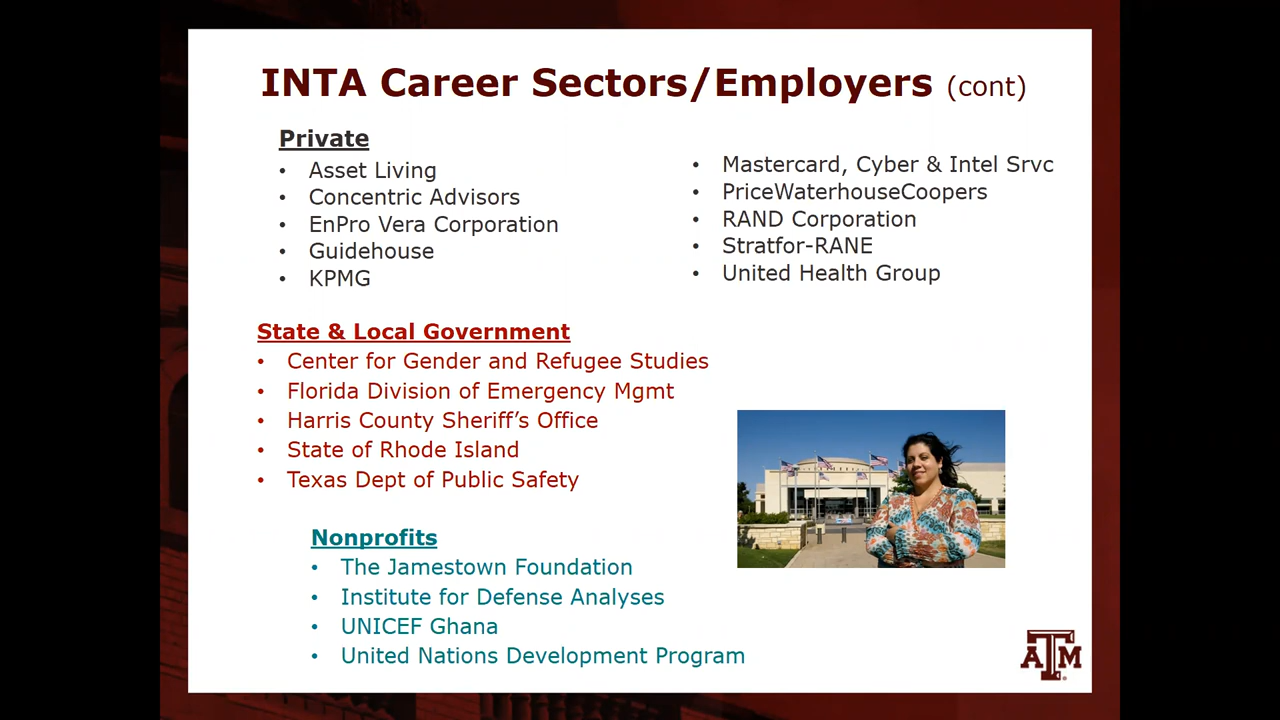 INTA Career Sectors/Employers (cont)
Private
• Asset Living
• Concentric Advisors
• EnPro Vera Corporation
• Guidehouse
• KPMG
• Mastercard, Cyber & Intel Srvc
• PriceWaterhouseCoopers
• RAND Corporation
• Stratfor-RANE
• United Health Group
State & Local Government
• Center for Gender and Refugee Studies
• Florida Division of Emergency Mgmt
• Harris County Sheriff’s Office
• State of Rhode Island
• Texas Dept of Public Safety
Nonprofits
• The Jamestown Foundation
• Institute for Defense Analyses
• UNICEF Ghana
• United Nations Development Program
ATM